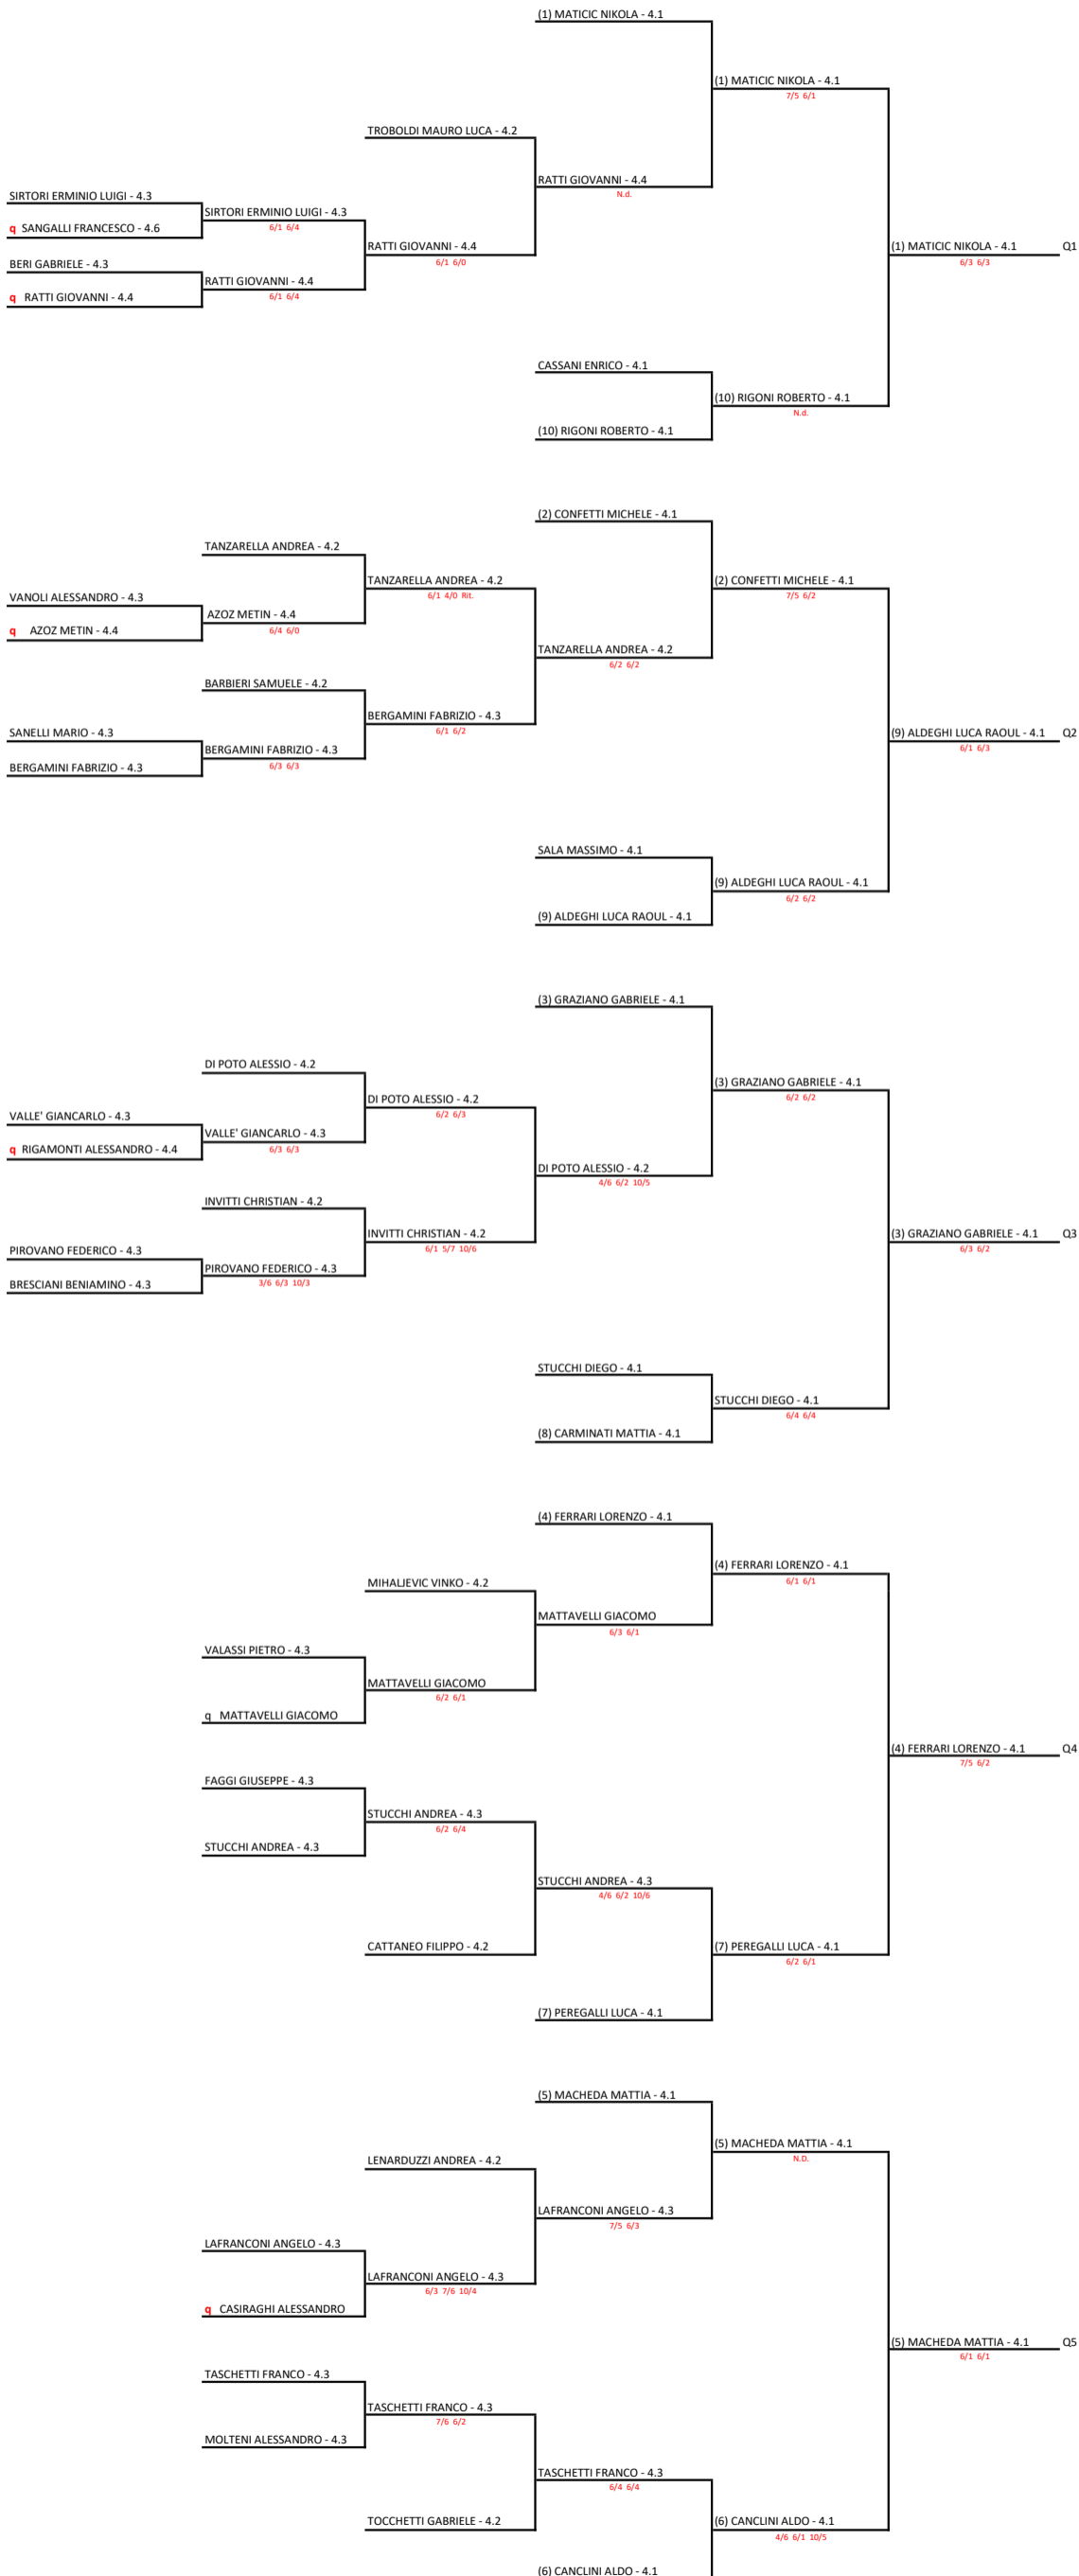 (1) MATICIC NIKOLA - 4.1
(1) MATICIC NIKOLA - 4.1
7/5 6/1
TROBOLDI MAURO LUCA - 4.2
RATTI GIOVANNI - 4.4
N.d.
SIRTORI ERMINIO LUIGI - 4.3
SIRTORI ERMINIO LUIGI - 4.3
6/1 6/4
q SANGALLI FRANCESCO - 4.6
RATTI GIOVANNI - 4.4
6/1 6/0
(1) MATICIC NIKOLA - 4.1 Q1
6/3 6/3
BERI GABRIELE - 4.3
RATTI GIOVANNI - 4.4
6/1 6/4
q RATTI GIOVANNI - 4.4
CASSANI ENRICO - 4.1
(10) RIGONI ROBERTO - 4.1
N.d.
(10) RIGONI ROBERTO - 4.1
(2) CONFETTI MICHELE - 4.1
TANZARELLA ANDREA - 4.2
TANZARELLA ANDREA - 4.2
6/1 4/0 Rit.
(2) CONFETTI MICHELE - 4.1
7/5 6/2
VANOLI ALESSANDRO - 4.3
AZOZ METIN - 4.4
6/4 6/0
q AZOZ METIN - 4.4
TANZARELLA ANDREA - 4.2
6/2 6/2
BARBIERI SAMUELE - 4.2
BERGAMINI FABRIZIO - 4.3
6/1 6/2
SANELLI MARIO - 4.3
(9) ALDEGHI LUCA RAOUL - 4.1 Q2
6/1 6/3
BERGAMINI FABRIZIO - 4.3
6/3 6/3
BERGAMINI FABRIZIO - 4.3
SALA MASSIMO - 4.1
(9) ALDEGHI LUCA RAOUL - 4.1
6/2 6/2
(9) ALDEGHI LUCA RAOUL - 4.1
(3) GRAZIANO GABRIELE - 4.1
DI POTO ALESSIO - 4.2
(3) GRAZIANO GABRIELE - 4.1
6/2 6/2
DI POTO ALESSIO - 4.2
6/2 6/3
VALLE' GIANCARLO - 4.3
VALLE' GIANCARLO - 4.3
6/3 6/3
q RIGAMONTI ALESSANDRO - 4.4
DI POTO ALESSIO - 4.2
4/6 6/2 10/5
INVITTI CHRISTIAN - 4.2
INVITTI CHRISTIAN - 4.2
6/1 5/7 10/6
(3) GRAZIANO GABRIELE - 4.1 Q3
6/3 6/2
PIROVANO FEDERICO - 4.3
PIROVANO FEDERICO - 4.3
3/6 6/3 10/3
BRESCIANI BENIAMINO - 4.3
STUCCHI DIEGO - 4.1
STUCCHI DIEGO - 4.1
6/4 6/4
(8) CARMINATI MATTIA - 4.1
(4) FERRARI LORENZO - 4.1
(4) FERRARI LORENZO - 4.1
6/1 6/1
MIHALJEVIC VINKO - 4.2
MATTAVELLI GIACOMO
6/3 6/1
VALASSI PIETRO - 4.3
MATTAVELLI GIACOMO
6/2 6/1
q MATTAVELLI GIACOMO
(4) FERRARI LORENZO - 4.1 Q4
7/5 6/2
FAGGI GIUSEPPE - 4.3
STUCCHI ANDREA - 4.3
6/2 6/4
STUCCHI ANDREA - 4.3
STUCCHI ANDREA - 4.3
4/6 6/2 10/6
CATTANEO FILIPPO - 4.2
(7) PEREGALLI LUCA - 4.1
6/2 6/1
(7) PEREGALLI LUCA - 4.1
(5) MACHEDA MATTIA - 4.1
(5) MACHEDA MATTIA - 4.1
N.D.
LENARDUZZI ANDREA - 4.2
LAFRANCONI ANGELO - 4.3
7/5 6/3
LAFRANCONI ANGELO - 4.3
LAFRANCONI ANGELO - 4.3
6/3 7/6 10/4
q CASIRAGHI ALESSANDRO
(5) MACHEDA MATTIA - 4.1 Q5
6/1 6/1
TASCHETTI FRANCO - 4.3
TASCHETTI FRANCO - 4.3
7/6 6/2
MOLTENI ALESSANDRO - 4.3
TASCHETTI FRANCO - 4.3
6/4 6/4
TOCCHETTI GABRIELE - 4.2
(6) CANCLINI ALDO - 4.1
4/6 6/1 10/5
(6) CANCLINI ALDO - 4.1